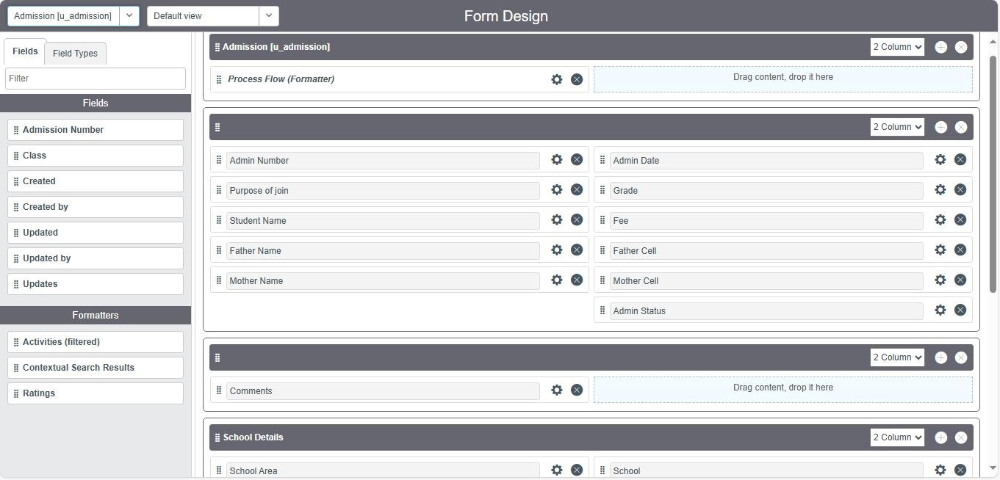 Admission [u_admission]
Default view
Form Design
Fields
Field Types
Filter
Fields
Admission Number
Class
Created
Created by
Updated
Updated by
Updates
Formatters
Activities (filtered)
Contextual Search Results
Ratings
Admission [u_admission]
2 Column
Process Flow (Formatter)
Drag content, drop it here
2 Column
Admin Number
Admin Date
Purpose of join
Grade
Student Name
Fee
Father Name
Father Cell
Mother Name
Mother Cell
Admin Status
2 Column
Comments
Drag content, drop it here
School Details
2 Column
School Area
School